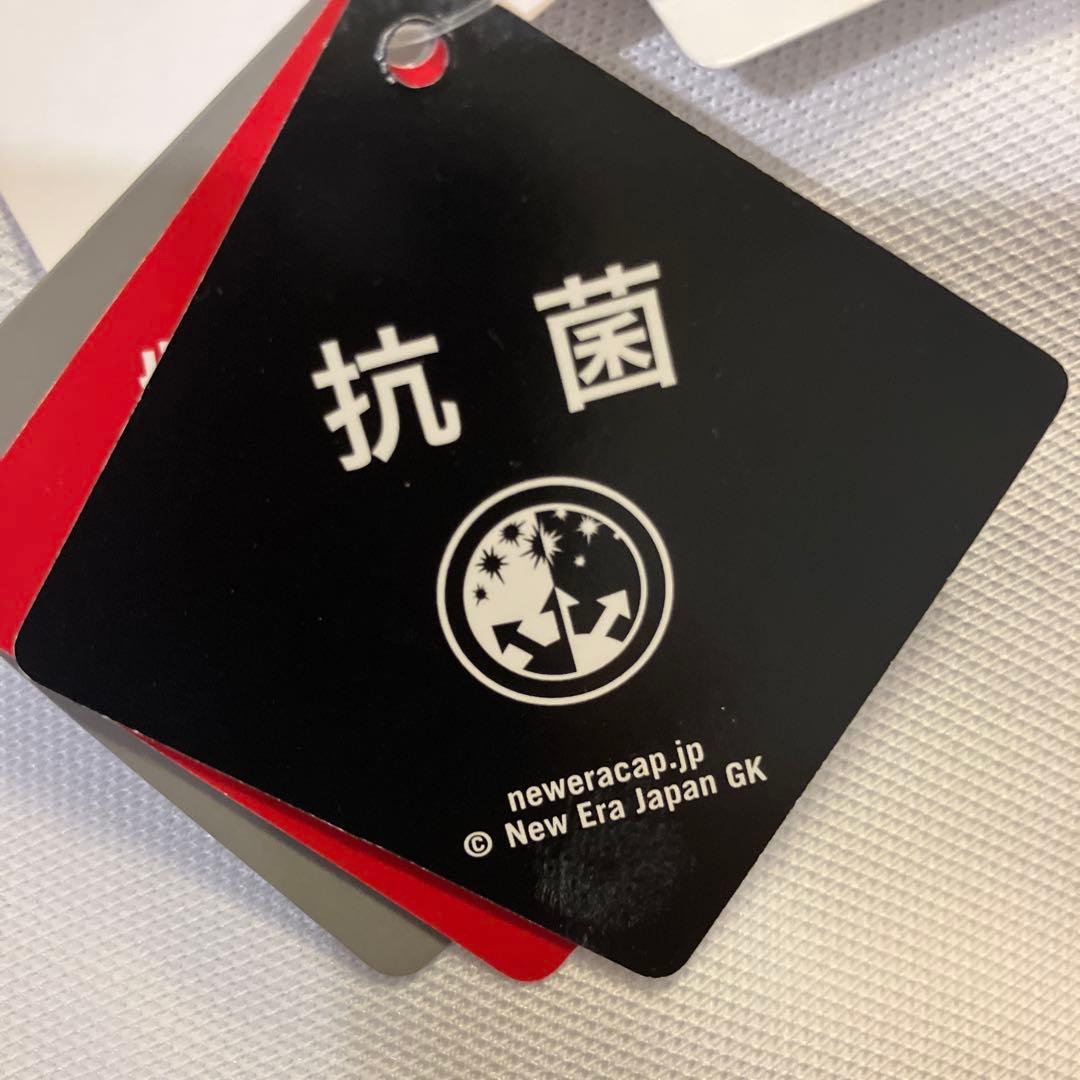 抗菌
neweracap.jp
© New Era Japan GK